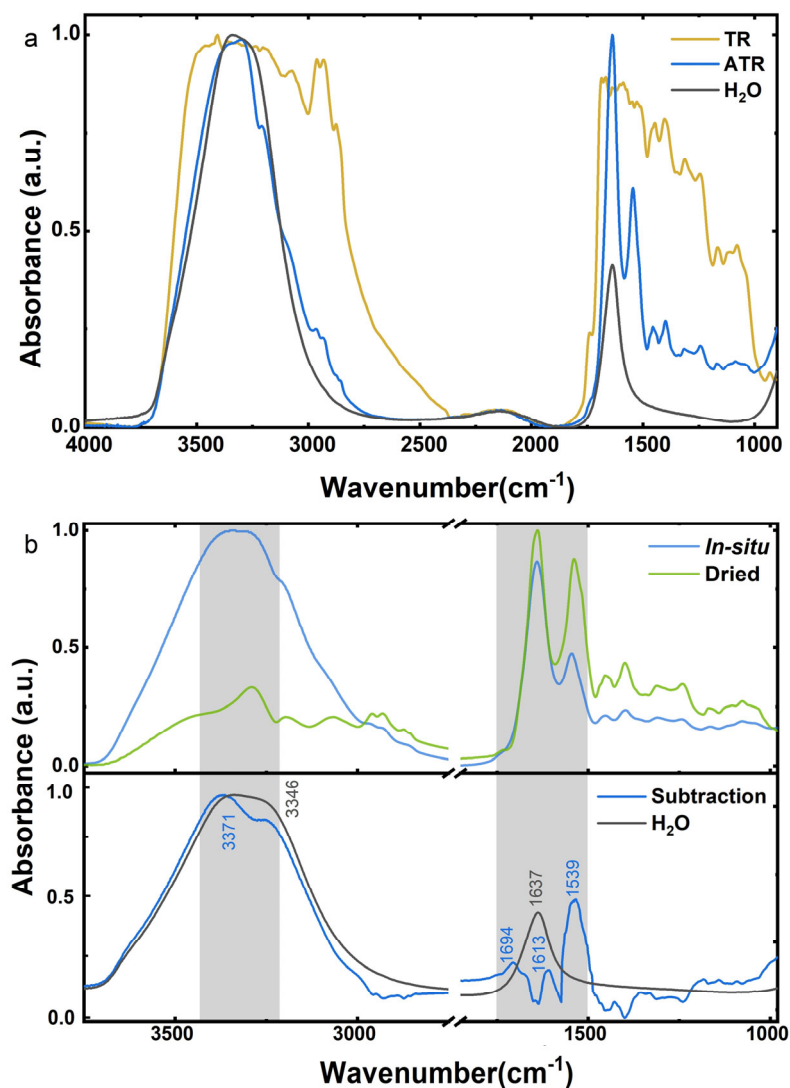 a
1.0
0.5
0.0
Absorbance (a.u.)
TR
ATR
H₂O
4000 3500 3000 2500 2000 1500 1000
Wavenumber(cm⁻¹)
b
1.0
0.5
0.0
In-situ
Dried
1.0
0.5
0.0
Absorbance (a.u.)
3371
3346
Subtraction
H₂O
1694
1637
1613
1539
3500 3000 1500 1000
Wavenumber(cm⁻¹)